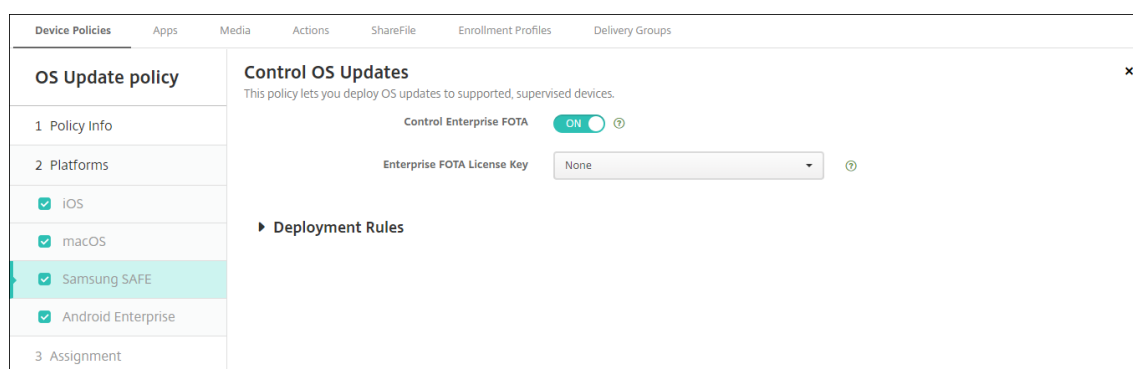 Device Policies Apps Media Actions ShareFile Enrollment Profiles Delivery Groups
OS Update policy
1 Policy Info
2 Platforms
iOS
macOS
Samsung SAFE
Android Enterprise
3 Assignment
Control OS Updates
This policy lets you deploy OS updates to supported, supervised devices.
Control Enterprise FOTA ON ?
Enterprise FOTA License Key None ?
Deployment Rules